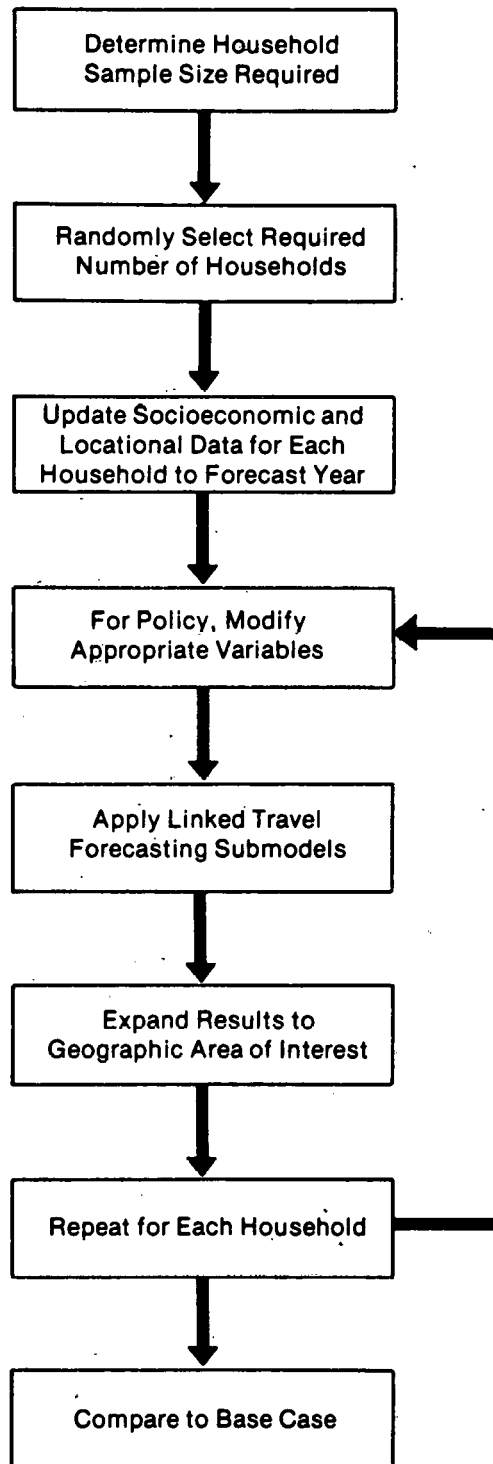 Determine Household
Sample Size Required
Randomly Select Required
Number of Households
Update Socioeconomic and
Locational Data for Each
Household to Forecast Year
For Policy, Modify
Appropriate Variables
Apply Linked Travel
Forecasting Submodels
Expand Results to
Geographic Area of Interest
Repeat for Each Household
Compare to Base Case